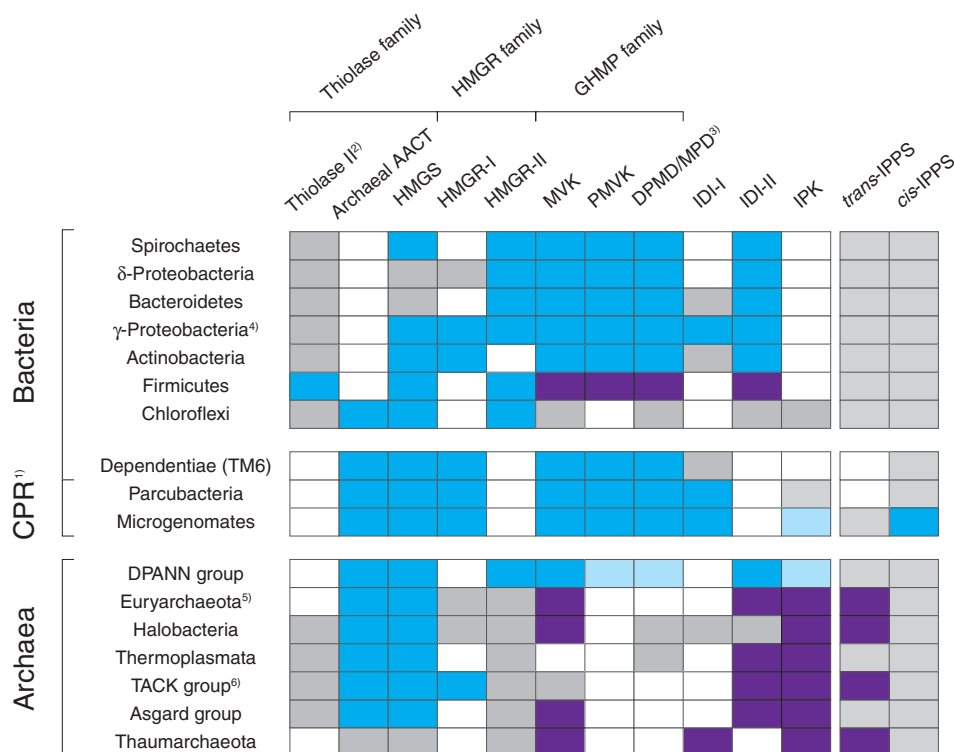 Thiolase family
HMGR family
GHMP family
Thiolase II2)
Archaeal AACT
HMGS
HMGR-I
HMGR-II
MVK
PMVK
DPMD/MPD3)
IDI-I
IDI-II
IPK
trans-IPPS
cis-IPPS
Bacteria
Spirochaetes
δ-Proteobacteria
Bacteroidetes
γ-Proteobacteria4)
Actinobacteria
Firmicutes
Chloroflexi
CPR1)
Dependentiae (TM6)
Parcubacteria
Microgenomates
Archaea
DPANN group
Euryarchaeota5)
Halobacteria
Thermoplasmata
TACK group6)
Asgard group
Thaumarchaeota